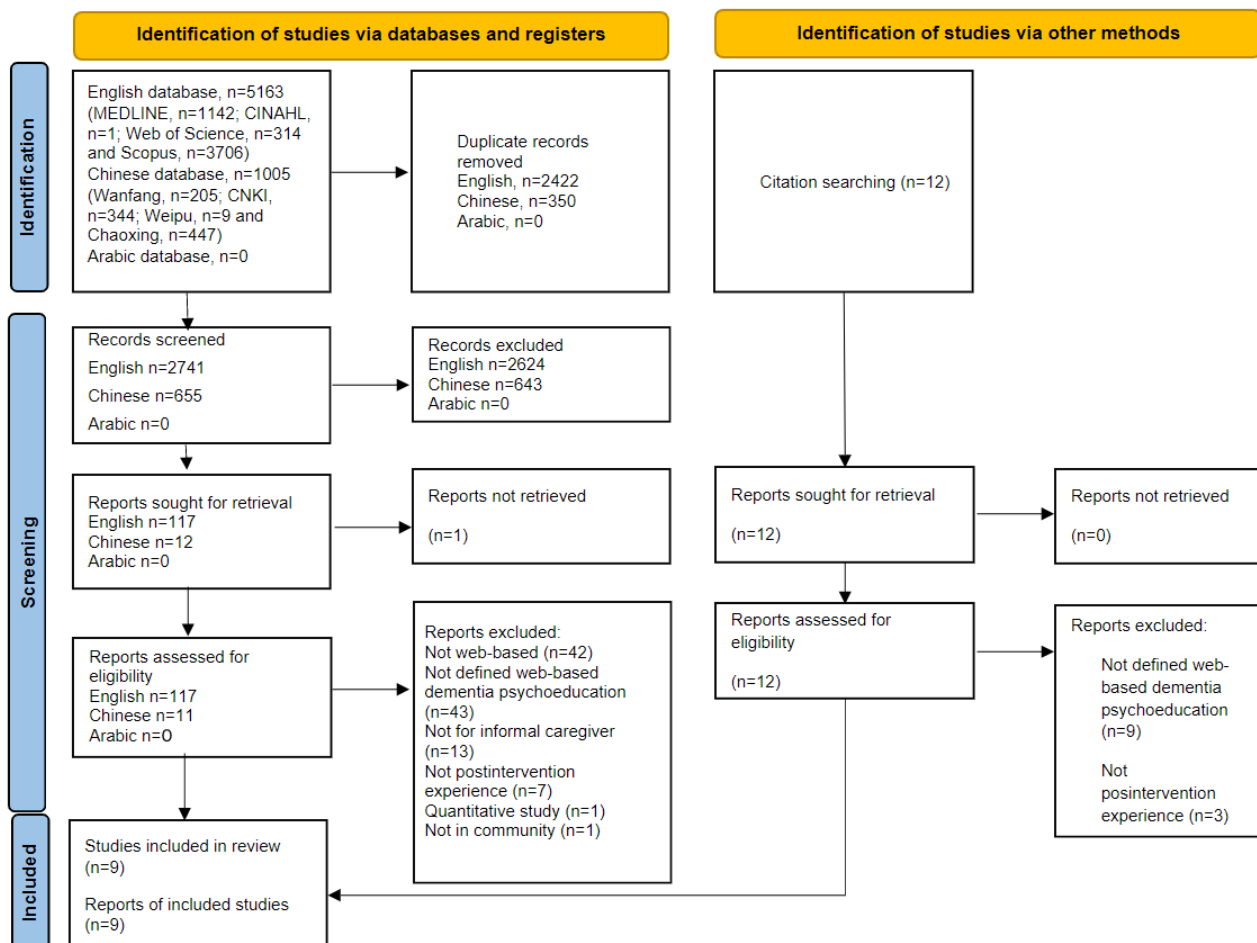 Identification of studies via databases and registers
Identification of studies via other methods
Identification
English database, n=5163
(MEDLINE, n=1142; CINAHL,
n=1; Web of Science, n=314
and Scopus, n=3706)
Chinese database, n=1005
(Wanfang, n=205; CNKI,
n=344; Weipu, n=9 and
Chaoxing, n=447)
Arabic database, n=0
Duplicate records
removed
English, n=2422
Chinese, n=350
Arabic, n=0
Citation searching (n=12)
Screening
Records screened
English n=2741
Chinese n=655
Arabic n=0
Records excluded
English n=2624
Chinese n=643
Arabic n=0
Reports sought for retrieval
English n=117
Chinese n=12
Arabic n=0
Reports not retrieved
(n=1)
Reports sought for retrieval
(n=12)
Reports not retrieved
(n=0)
Reports assessed for
eligibility
English n=117
Chinese n=11
Arabic n=0
Reports excluded:
Not web-based (n=42)
Not defined web-based
dementia psychoeducation
(n=43)
Not for informal caregiver
(n=13)
Not postintervention
experience (n=7)
Quantitative study (n=1)
Not in community (n=1)
Reports assessed for
eligibility
(n=12)
Reports excluded:
Not defined web-
based dementia
psychoeducation
(n=9)
Not
posintervention
experience (n=3)
Included
Studies included in review
(n=9)
Reports of included studies
(n=9)